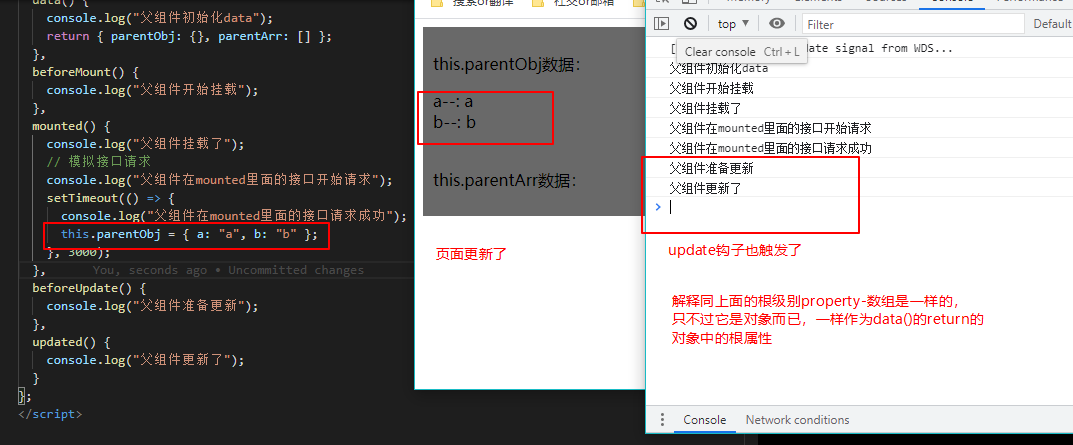 data() {
console.log("父组件初始化data");
return { parentObj: {}, parentArr: [] };
},
beforeMount() {
console.log("父组件开始挂载");
},
mounted() {
console.log("父组件挂载了");
// 模拟接口请求
console.log("父组件在mounted里面的接口开始请求");
setTimeout(() => {
console.log("父组件在mounted里面的接口请求成功");
this.parentObj = { a: "a", b: "b" };
}, 3000);
},
You, seconds ago • Uncommitted changes
beforeUpdate() {
console.log("父组件准备更新");
},
updated() {
console.log("父组件更新了");
}
};
</script>
搜索or翻译
社交or邮箱
this.parentObj数据:
a--: a
b--: b
this.parentArr数据:
页面更新了
Console
top
Filter
Default
Clear console Ctrl + L
date signal from WDS...
父组件初始化data
父组件开始挂载
父组件挂载了
父组件在mounted里面的接口开始请求
父组件在mounted里面的接口请求成功
父组件准备更新
父组件更新了
update钩子也触发了
解释同上面的根级别property-数组是一样的,
只不过它是对象而已，一样作为data()的return的
对象中的根属性
Console
Network conditions